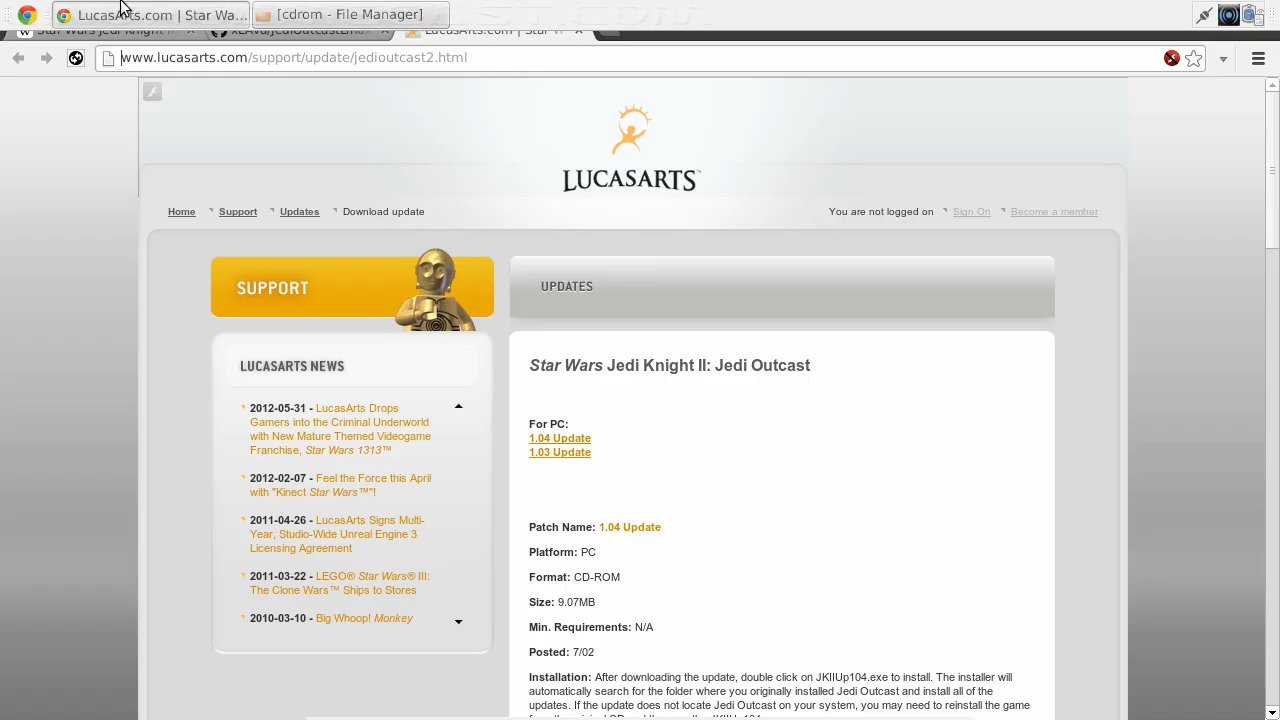 LucasArts.com | Star Wa...
[cdrom - File Manager]
Star Wars Jedi Knight
LucasArts.com | Star
www.lucasarts.com/support/update/jedioutcast2.html
LUCASARTS™
Home Support Updates Download update
You are not logged on Sign On Become a member
SUPPORT
UPDATES
LUCASARTS NEWS
2012-05-31 - LucasArts Drops
Gamers into the Criminal Underworld
with New Mature Themed Videogame
Franchise, Star Wars 1313™
2012-02-07 - Feel the Force this April
with "Kinect Star Wars™"!
2011-04-26 - LucasArts Signs Multi-
Year, Studio-Wide Unreal Engine 3
Licensing Agreement
2011-03-22 - LEGO® Star Wars® III:
The Clone Wars™ Ships to Stores
2010-03-10 - Big Whoop! Monkey
Star Wars Jedi Knight II: Jedi Outcast
For PC:
1.04 Update
1.03 Update
Patch Name: 1.04 Update
Platform: PC
Format: CD-ROM
Size: 9.07MB
Min. Requirements: N/A
Posted: 7/02
Installation: After downloading the update, double click on JKIIUp104.exe to install. The installer will
automatically search for the folder where you originally installed Jedi Outcast and install all of the
updates. If the update does not locate Jedi Outcast on your system, you may need to reinstall the game